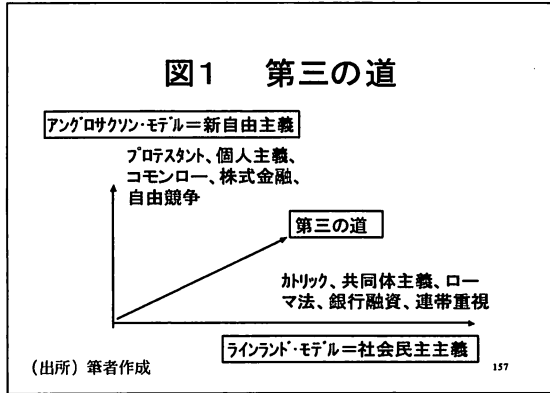 図1 第三の道
アングロサクソン・モデル＝新自由主義
プロテスタント、個人主義、
コモンロー、株式金融、
自由競争
第三の道
カトリック、共同体主義、ロー
マ法、銀行融資、連帯重視
ラインランド・モデル＝社会民主主義
（出所）筆者作成
157